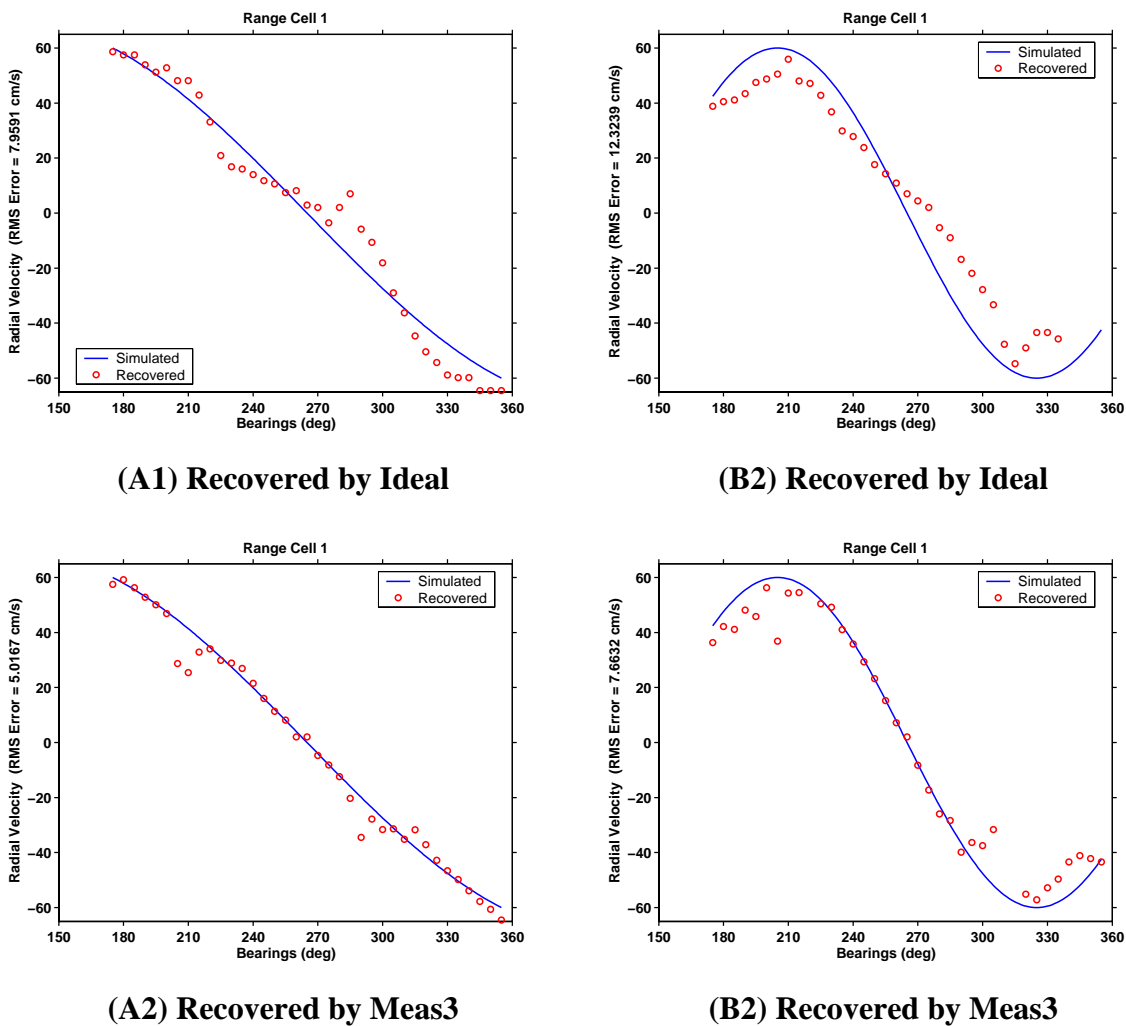 Range Cell 1
Radial Velocity (RMS Error = 7.9591 cm/s)
60
40
20
0
−20
−40
−60
Simulated
Recovered
150 180 210 240 270 300 330 360
Bearings (deg)
(A1) Recovered by Ideal
Range Cell 1
Radial Velocity (RMS Error = 12.3239 cm/s)
60
40
20
0
−20
−40
−60
Simulated
Recovered
150 180 210 240 270 300 330 360
Bearings (deg)
(B2) Recovered by Ideal
Range Cell 1
Radial Velocity (RMS Error = 5.0167 cm/s)
60
40
20
0
−20
−40
−60
Simulated
Recovered
150 180 210 240 270 300 330 360
Bearings (deg)
(A2) Recovered by Meas3
Range Cell 1
Radial Velocity (RMS Error = 7.6632 cm/s)
60
40
20
0
−20
−40
−60
Simulated
Recovered
150 180 210 240 270 300 330 360
Bearings (deg)
(B2) Recovered by Meas3